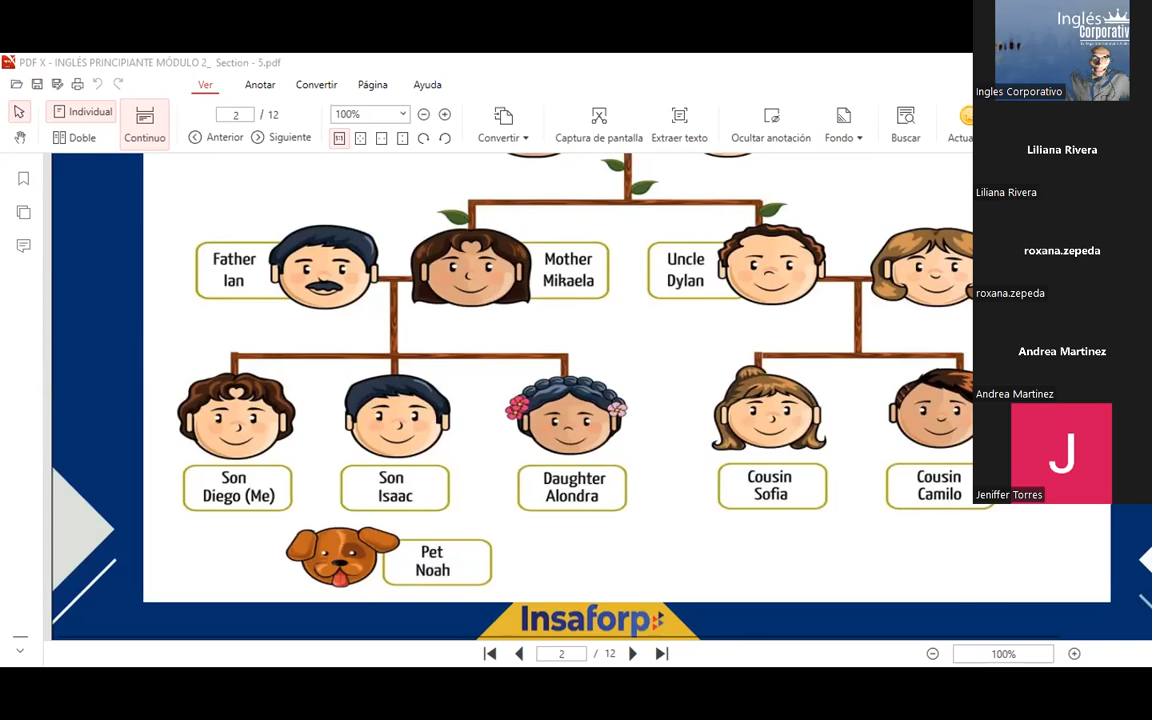 PDF X - INGLÉS PRINCIPIANTE MÓDULO 2_ Section - 5.pdf
Ver
Anotar
Convertir
Página
Ayuda
Individual
Doble
Continuo
2 / 12
Anterior
Siguiente
100%
Convertir
Captura de pantalla
Extraer texto
Ocultar anotación
Fondo
Buscar
Inglés
Corporativ
Ingles Corporativo
Liliana Rivera
Liliana Rivera
roxana.zepeda
roxana.zepeda
Andrea Martinez
Andrea Martinez
J
Jeniffer Torres
Father
Ian
Mother
Mikaela
Uncle
Dylan
Son
Diego (Me)
Son
Isaac
Daughter
Alondra
Cousin
Sofia
Cousin
Camilo
Pet
Noah
Insaforp
2 / 12
100%